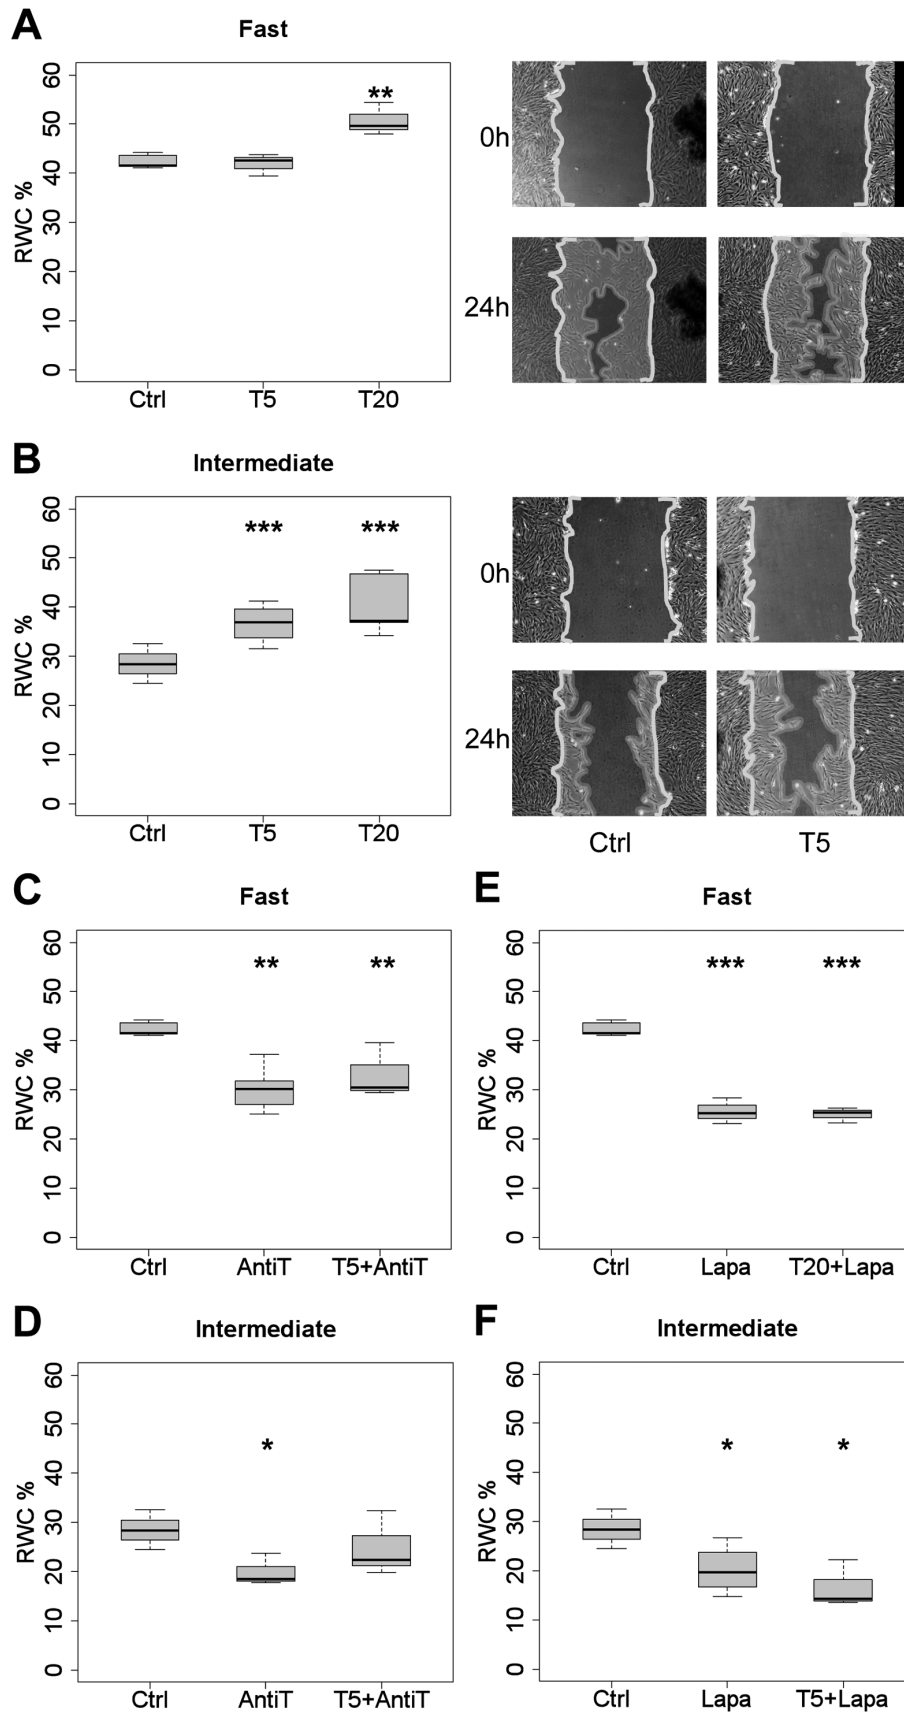 A
Fast
RWC %
60
50
40
30
20
10
0
**
Ctrl
T5
T20
0h
24h
B
Intermediate
RWC %
60
50
40
30
20
10
0
***
***
Ctrl
T5
T20
0h
24h
Ctrl
T5
C
Fast
RWC %
60
50
40
30
20
10
0
**
**
Ctrl
AntiT
T5+AntiT
E
Fast
RWC %
60
50
40
30
20
10
0
***
***
Ctrl
Lapa
T20+Lapa
D
Intermediate
RWC %
60
50
40
30
20
10
0
*
Ctrl
AntiT
T5+AntiT
F
Intermediate
RWC %
60
50
40
30
20
10
0
*
*
Ctrl
Lapa
T5+Lapa